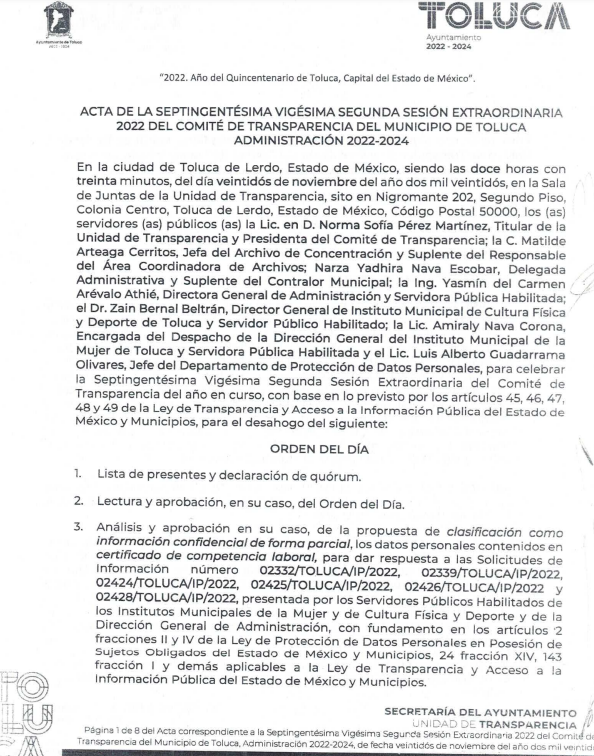 Ayuntamiento de Toluca
TOLUCA
Ayuntamiento
2022 - 2024
“2022. Año del Quincentenario de Toluca, Capital del Estado de México”.
ACTA DE LA SEPTINGENTÉSIMA VIGÉSIMA SEGUNDA SESIÓN EXTRAORDINARIA
2022 DEL COMITÉ DE TRANSPARENCIA DEL MUNICIPIO DE TOLUCA
ADMINISTRACIÓN 2022-2024
En la ciudad de Toluca de Lerdo, Estado de México, siendo las doce horas con
treinta minutos, del día veintidós de noviembre del año dos mil veintidós, en la Sala
de Juntas de la Unidad de Transparencia, sito en Nigromante 202, Segundo Piso,
Colonia Centro, Toluca de Lerdo, Estado de México, Código Postal 50000, los (as)
servidores (as) públicos (as) la Lic. en D. Norma Sofía Pérez Martínez, Titular de la
Unidad de Transparencia y Presidenta del Comité de Transparencia; la C. Matilde
Arteaga Cerritos, Jefa del Archivo de Concentración y Suplente del Responsable
del Área Coordinadora de Archivos; Narza Yadhira Nava Escobar, Delegada
Administrativa y Suplente del Contralor Municipal; la Ing. Yasmín del Carmen
Arévalo Athié, Directora General de Administración y Servidora Pública Habilitada;
el Dr. Zain Bernal Beltrán, Director General de Instituto Municipal de Cultura Física
y Deporte de Toluca y Servidor Público Habilitado; la Lic. Amiraly Nava Corona,
Encargada del Despacho de la Dirección General del Instituto Municipal de la
Mujer de Toluca y Servidora Pública Habilitada y el Lic. Luis Alberto Guadarrama
Olivares, Jefe del Departamento de Protección de Datos Personales, para celebrar
la Septingentésima Vigésima Segunda Sesión Extraordinaria del Comité de
Transparencia del año en curso, con base en lo previsto por los artículos 45, 46, 47,
48 y 49 de la Ley de Transparencia y Acceso a la Información Pública del Estado de
México y Municipios, para el desahogo del siguiente:
ORDEN DEL DÍA
1. Lista de presentes y declaración de quórum.
2. Lectura y aprobación, en su caso, del Orden del Día.
3. Análisis y aprobación en su caso, de la propuesta de clasificación como
información confidencial de forma parcial, los datos personales contenidos en
certificado de competencia laboral, para dar respuesta a las Solicitudes de
Información número 02332/TOLUCA/IP/2022, 02339/TOLUCA/IP/2022,
02424/TOLUCA/IP/2022, 02425/TOLUCA/IP/2022, 02426/TOLUCA/IP/2022 y
02428/TOLUCA/IP/2022, presentada por los Servidores Públicos Habilitados de
los Institutos Municipales de la Mujer y de Cultura Física y Deporte y de la
Dirección General de Administración, con fundamento en los artículos 2
fracciones II y IV de la Ley de Protección de Datos Personales en Posesión de
Sujetos Obligados del Estado de México y Municipios, 24 fracción XIV, 143
fracción I y demás aplicables a la Ley de Transparencia y Acceso a la
Información Pública del Estado de México y Municipios.
SECRETARÍA DEL AYUNTAMIENTO
UNIDAD DE TRANSPARENCIA
Página 1 de 8 del Acta correspondiente a la Septingentésima Vigésima Segunda Sesión Extraordinaria 2022 del Comité de
Transparencia del Municipio de Toluca, Administración 2022-2024, de fecha veintidós de noviembre del año dos mil veintidós